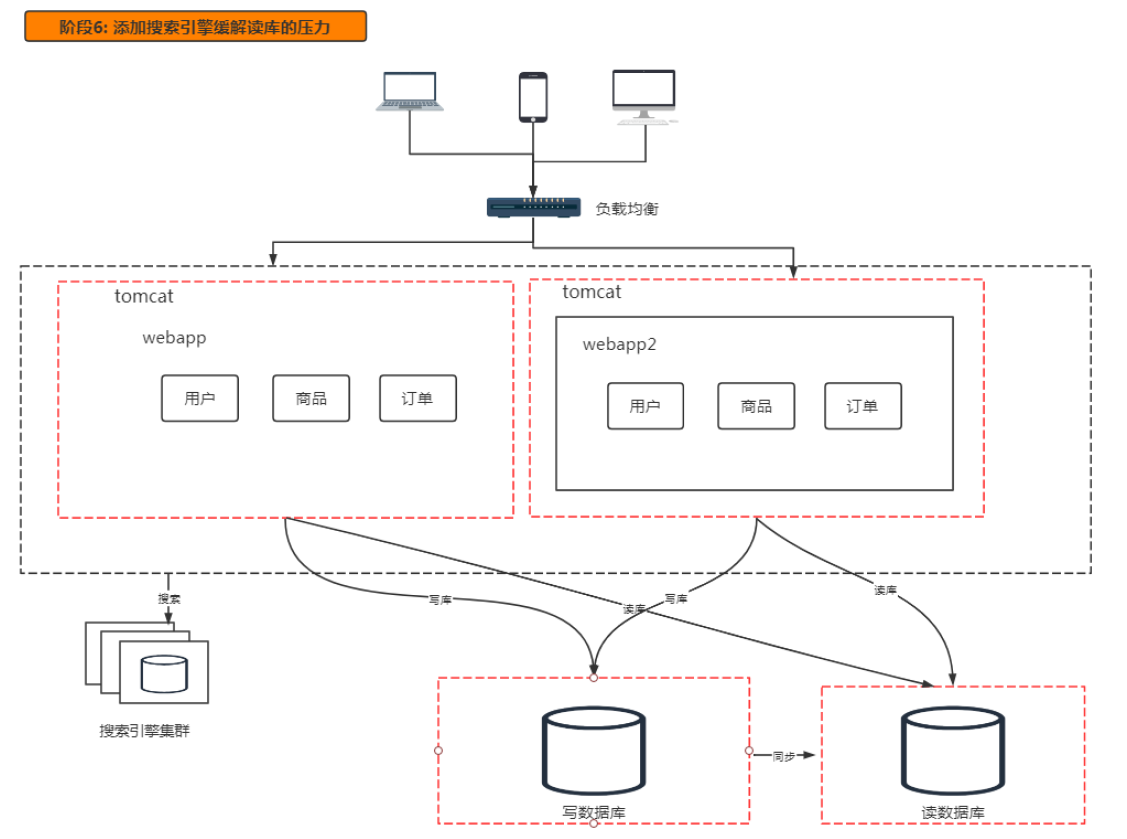 阶段6: 添加搜索引擎缓解读库的压力
负载均衡
tomcat
tomcat
webapp
webapp2
用户
商品
订单
用户
商品
订单
搜索
写库
读库
写库
读库
搜索引擎集群
同步
写数据库
读数据库